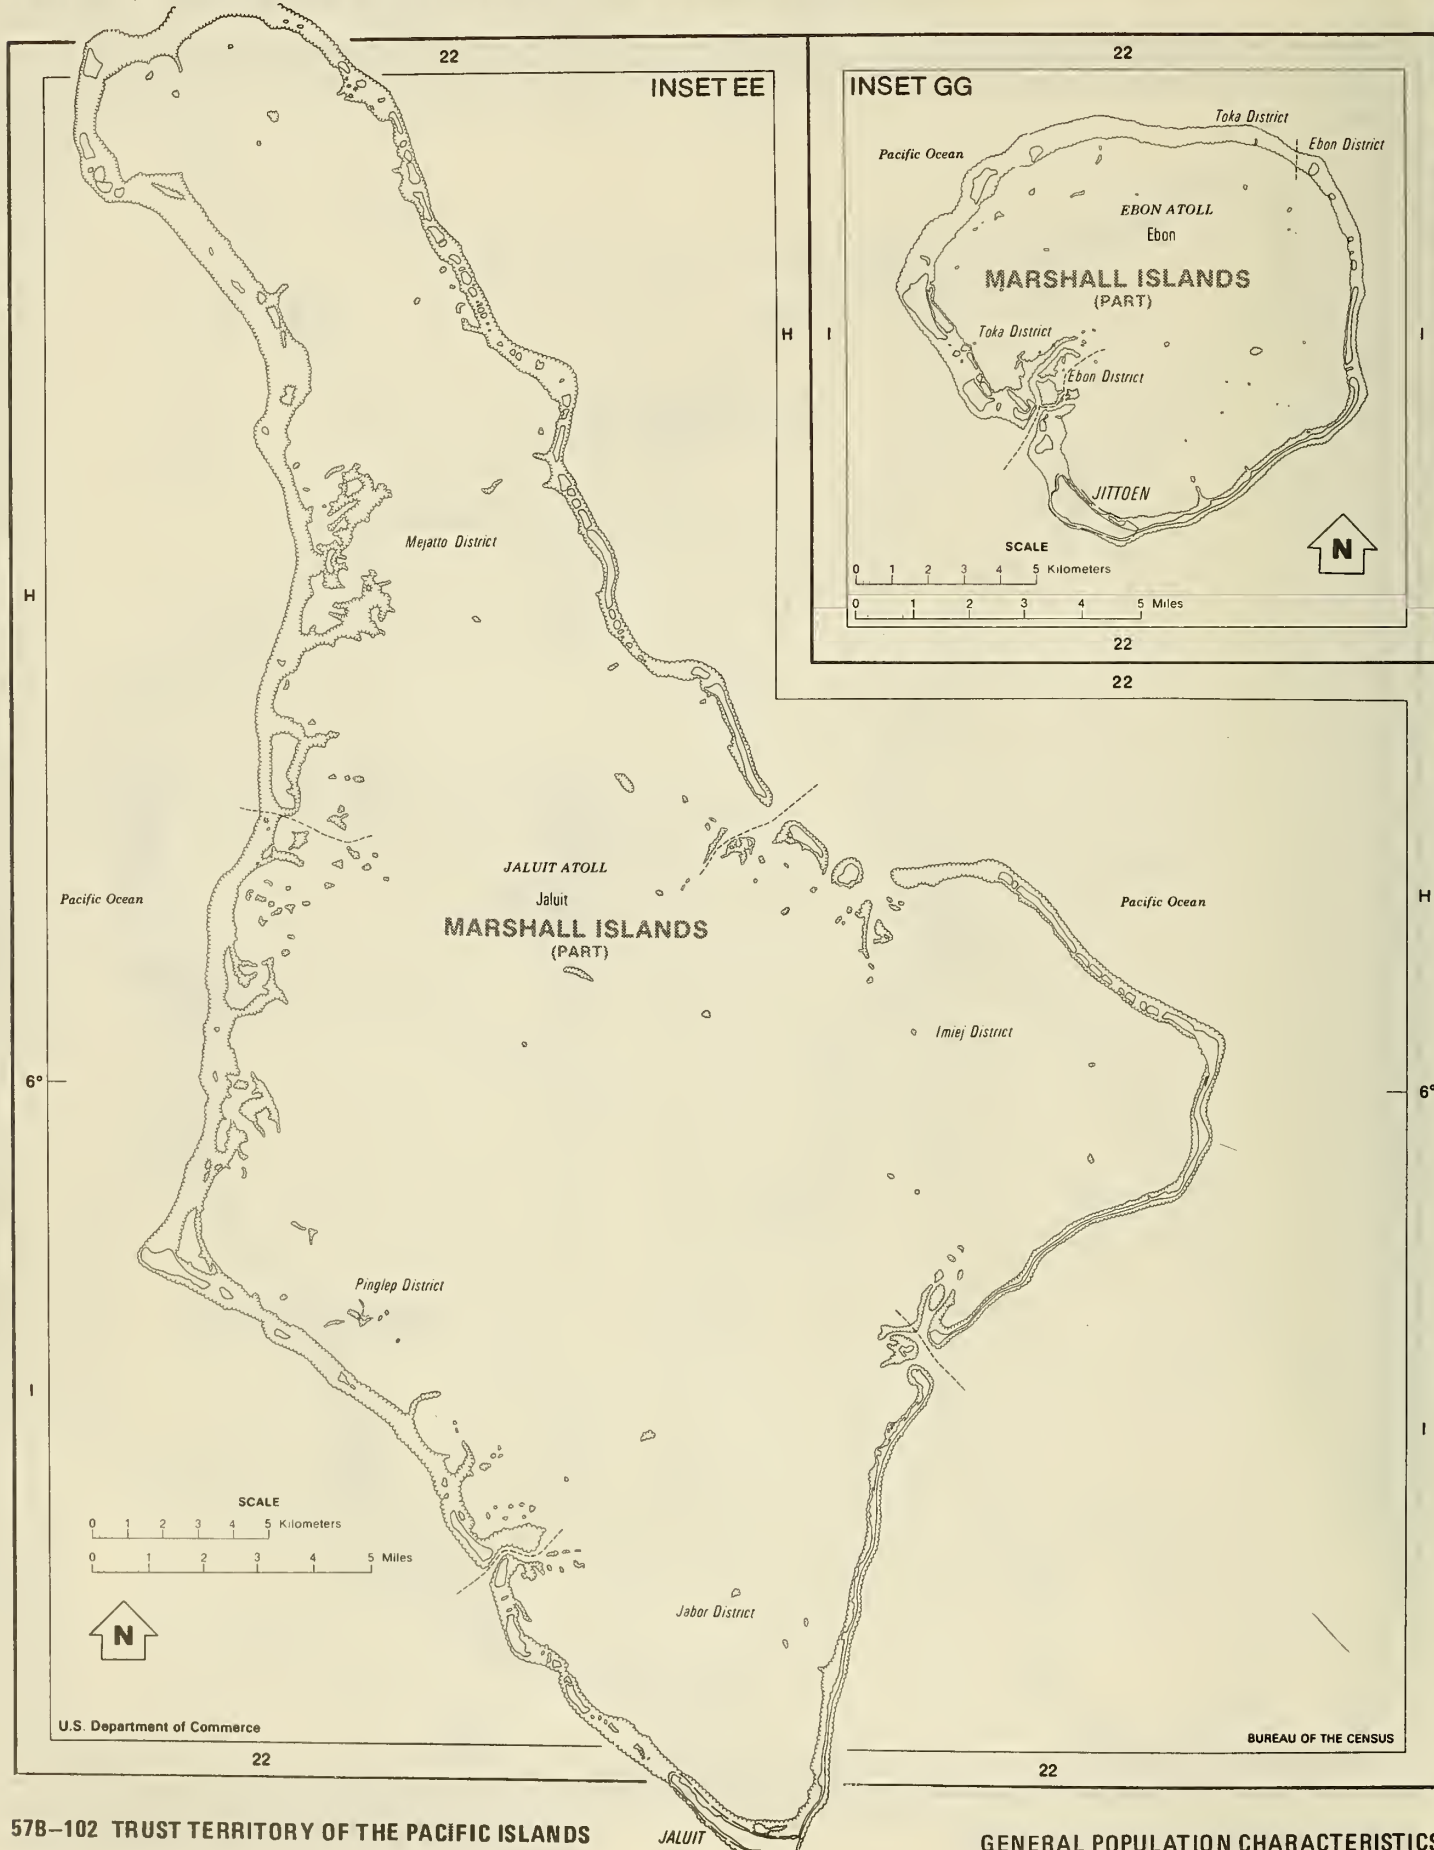 22
INSET EE
22
INSET GG
Toka District
Ebon District
Pacific Ocean
EBON ATOLL
Ebon
MARSHALL ISLANDS
(PART)
H
I
I
Toka District
Ebon District
JITTOEN
N
SCALE
0 1 2 3 4 5 Kilometers
0 1 2 3 4 5 Miles
22
22
Mejatto District
H
JALUIT ATOLL
Jaluit
MARSHALL ISLANDS
(PART)
Pacific Ocean
Pacific Ocean
H
Imiej District
6°
6°
Pinglep District
I
I
SCALE
0 1 2 3 4 5 Kilometers
0 1 2 3 4 5 Miles
N
Jabor District
U.S. Department of Commerce
BUREAU OF THE CENSUS
22
22
57B–102 TRUST TERRITORY OF THE PACIFIC ISLANDS
JALUIT
GENERAL POPULATION CHARACTERISTICS